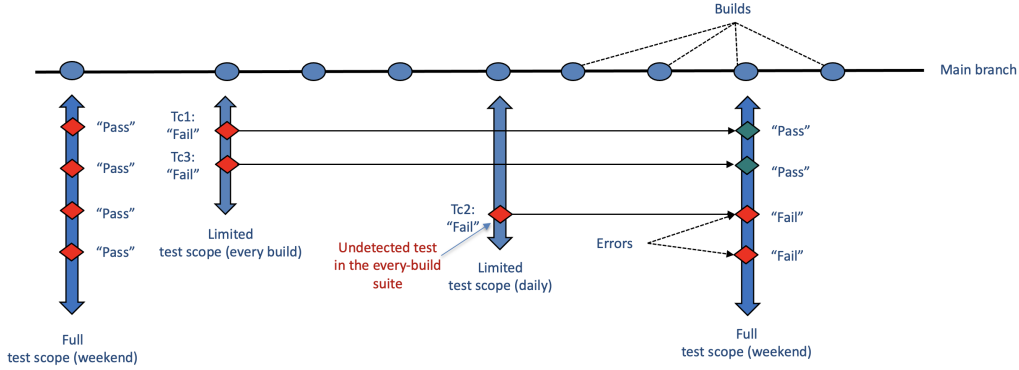 Builds
Main branch
“Pass”
“Pass”
“Pass”
“Pass”
Full
test scope (weekend)
Tc1:
“Fail”
Tc3:
“Fail”
Limited
test scope (every build)
Tc2:
“Fail”
Undetected test
in the every-build
suite
Limited
test scope (daily)
“Pass”
“Pass”
“Fail”
“Fail”
Errors
Full
test scope (weekend)